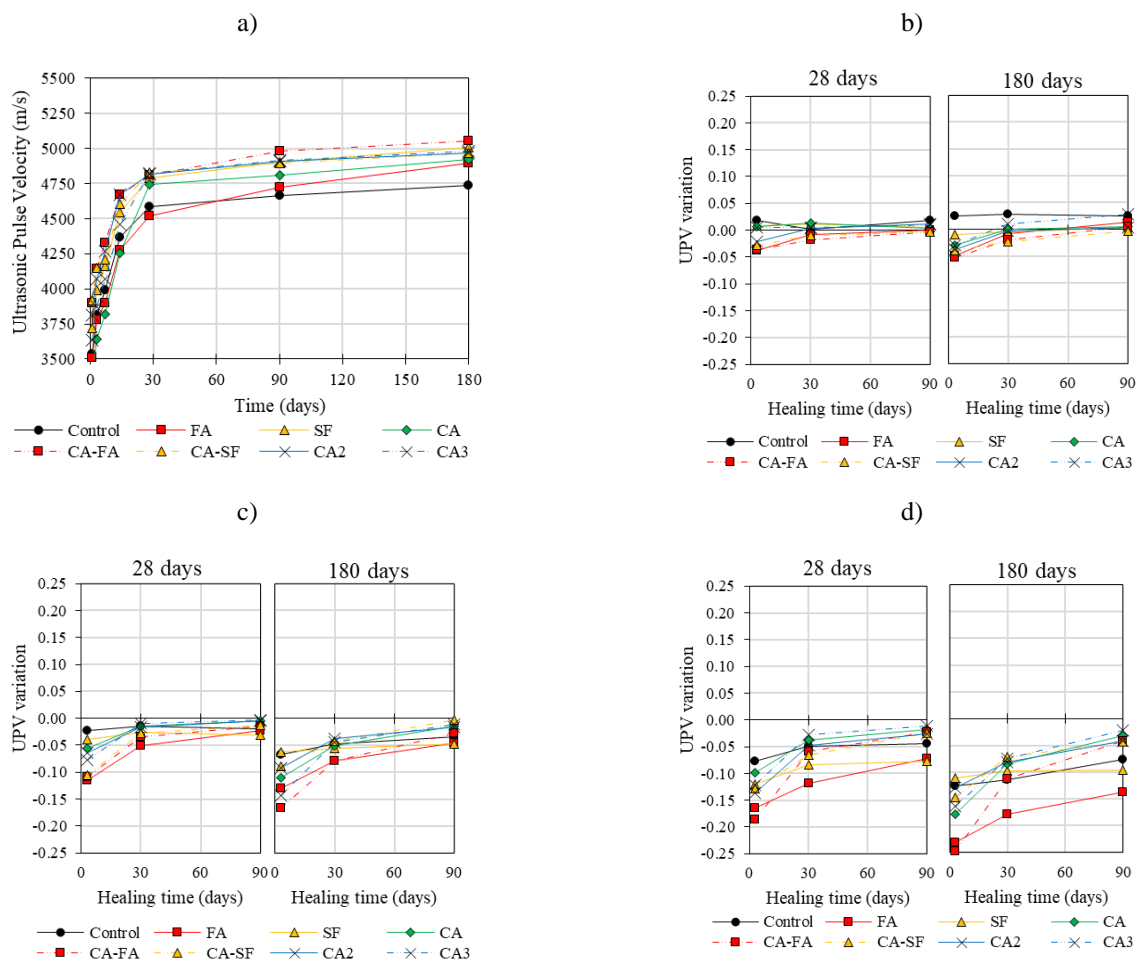 a)
5500
5250
5000
4750
4500
4250
4000
3750
3500
Ultrasonic Pulse Velocity (m/s)
0 30 60 90 120 150 180
Time (days)
Control FA SF CA
CA-FA CA-SF CA2 CA3
b)
28 days 180 days
0.25
0.20
0.15
0.10
0.05
0.00
-0.05
-0.10
-0.15
-0.20
-0.25
UPV variation
0 30 60 90 0 30 60 90
Healing time (days) Healing time (days)
Control FA SF CA
CA-FA CA-SF CA2 CA3
c)
28 days 180 days
0.25
0.20
0.15
0.10
0.05
0.00
-0.05
-0.10
-0.15
-0.20
-0.25
UPV variation
0 30 60 90 0 30 60 90
Healing time (days) Healing time (days)
Control FA SF CA
CA-FA CA-SF CA2 CA3
d)
28 days 180 days
0.25
0.20
0.15
0.10
0.05
0.00
-0.05
-0.10
-0.15
-0.20
-0.25
UPV variation
0 30 60 90 0 30 60 90
Healing time (days) Healing time (days)
Control FA SF CA
CA-FA CA-SF CA2 CA3